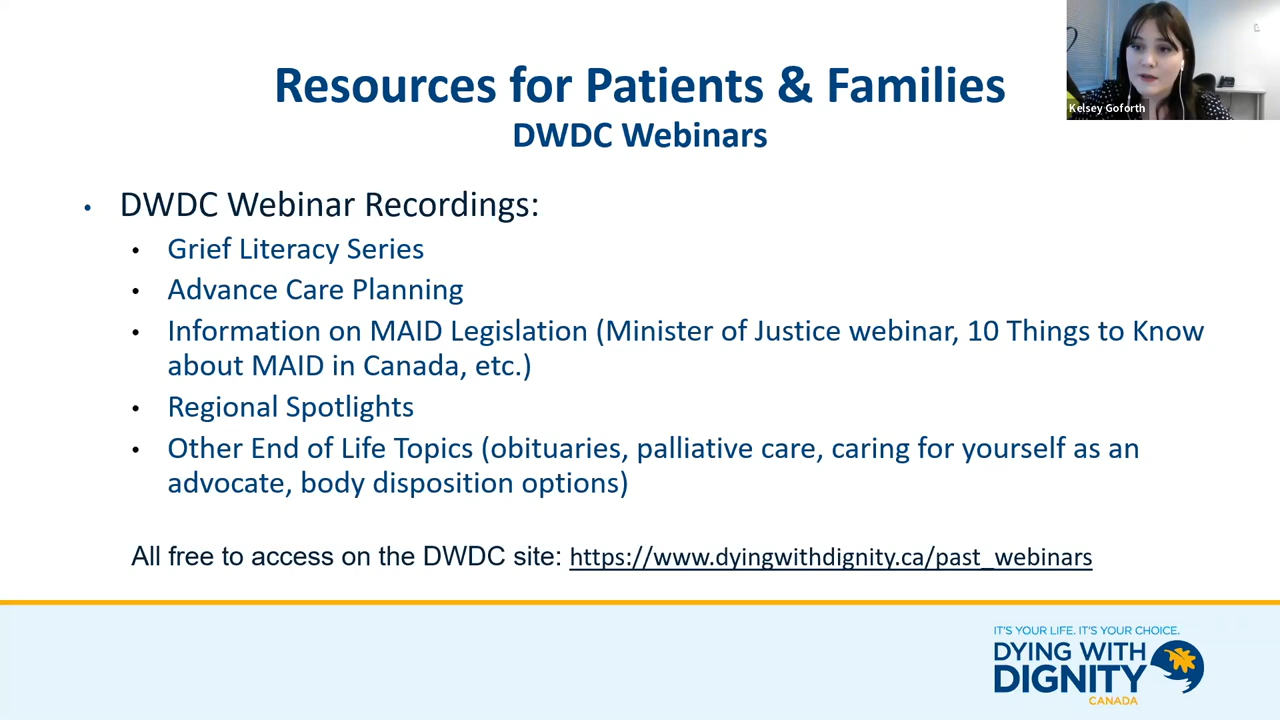 Resources for Patients & Families
DWDC Webinars
Kelsey Goforth
• DWDC Webinar Recordings:
• Grief Literacy Series
• Advance Care Planning
• Information on MAID Legislation (Minister of Justice webinar, 10 Things to Know
about MAID in Canada, etc.)
• Regional Spotlights
• Other End of Life Topics (obituaries, palliative care, caring for yourself as an
advocate, body disposition options)
All free to access on the DWDC site: https://www.dyingwithdignity.ca/past_webinars
IT'S YOUR LIFE. IT'S YOUR CHOICE.
DYING WITH
DIGNITY
CANADA